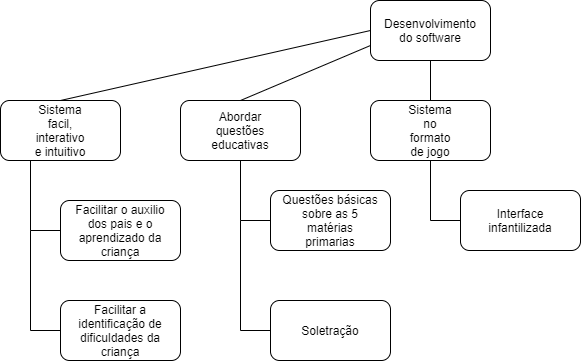 Desenvolvimento
do software
Sistema
facil,
interativo
e intuitivo
Abordar
questões
educativas
Sistema
no
formato
de jogo
Facilitar o auxilio
dos pais e o
aprendizado da
criança
Questões básicas
sobre as 5
matérias
primarias
Interface
infantilizada
Facilitar a
identificação de
dificuldades da
criança
Soletração